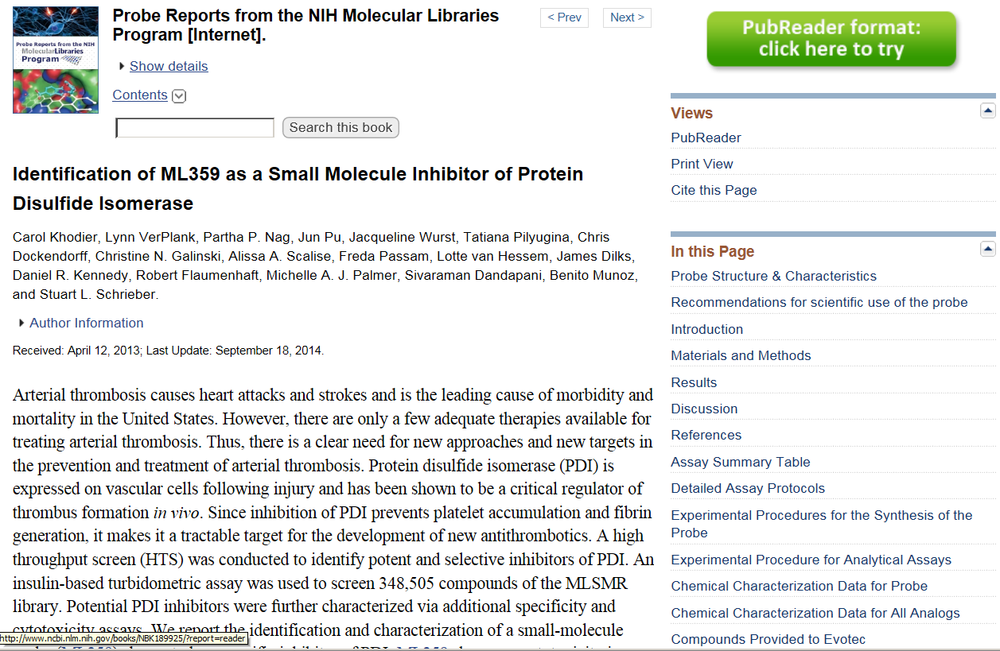 Probe Reports from the NIH
MolecularLibraries
Program
Probe Reports from the NIH Molecular Libraries
Program [Internet].
Show details
Contents
Search this book
< Prev
Next >
Identification of ML359 as a Small Molecule Inhibitor of Protein
Disulfide Isomerase
Carol Khodier, Lynn VerPlank, Partha P. Nag, Jun Pu, Jacqueline Wurst, Tatiana Pilyugina, Chris
Dockendorff, Christine N. Galinski, Alissa A. Scalise, Freda Passam, Lotte van Hessem, James Dilks,
Daniel R. Kennedy, Robert Flaumenhaft, Michelle A. J. Palmer, Sivaraman Dandapani, Benito Munoz,
and Stuart L. Schrieber.
Author Information
Received: April 12, 2013; Last Update: September 18, 2014.
Arterial thrombosis causes heart attacks and strokes and is the leading cause of morbidity and
mortality in the United States. However, there are only a few adequate therapies available for
treating arterial thrombosis. Thus, there is a clear need for new approaches and new targets in
the prevention and treatment of arterial thrombosis. Protein disulfide isomerase (PDI) is
expressed on vascular cells following injury and has been shown to be a critical regulator of
thrombus formation in vivo. Since inhibition of PDI prevents platelet accumulation and fibrin
generation, it makes it a tractable target for the development of new antithrombotics. A high
throughput screen (HTS) was conducted to identify potent and selective inhibitors of PDI. An
insulin-based turbidometric assay was used to screen 348,505 compounds of the MLSMR
library. Potential PDI inhibitors were further characterized via additional specificity and
cytotoxicity assays. We report the identification and characterization of a small-molecule
http://www.ncbi.nlm.nih.gov/books/NBK189925/?report=reader
PubReader format:
click here to try
Views
PubReader
Print View
Cite this Page
In this Page
Probe Structure & Characteristics
Recommendations for scientific use of the probe
Introduction
Materials and Methods
Results
Discussion
References
Assay Summary Table
Detailed Assay Protocols
Experimental Procedures for the Synthesis of the
Probe
Experimental Procedure for Analytical Assays
Chemical Characterization Data for Probe
Chemical Characterization Data for All Analogs
Compounds Provided to Evotec